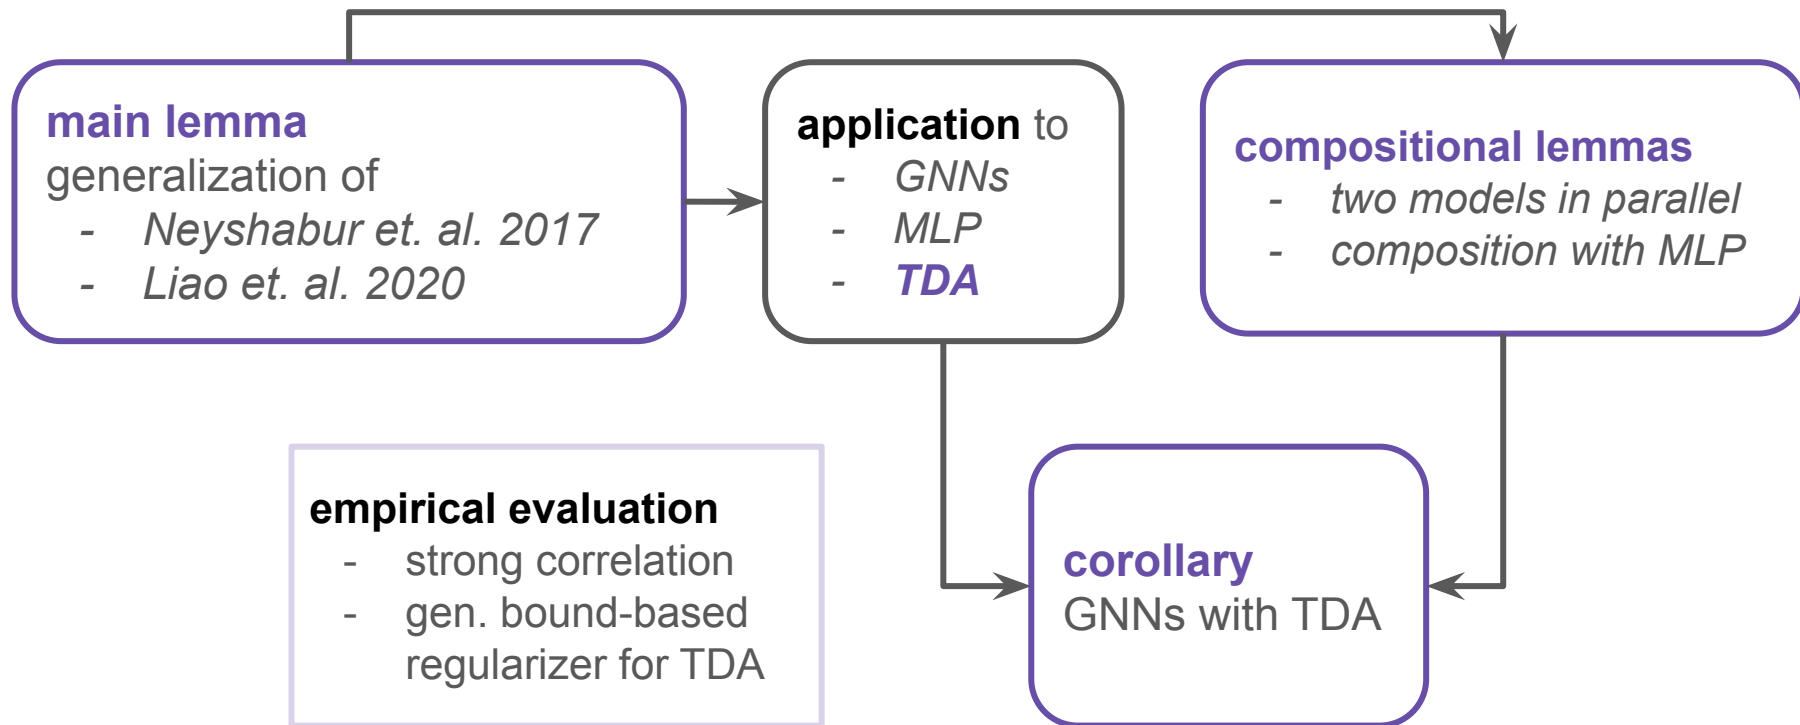 main lemma
generalization of
- Neyshabur et. al. 2017
- Liao et. al. 2020
application to
- GNNs
- MLP
- TDA
compositional lemmas
- two models in parallel
- composition with MLP
empirical evaluation
- strong correlation
- gen. bound-based
regularizer for TDA
corollary
GNNs with TDA